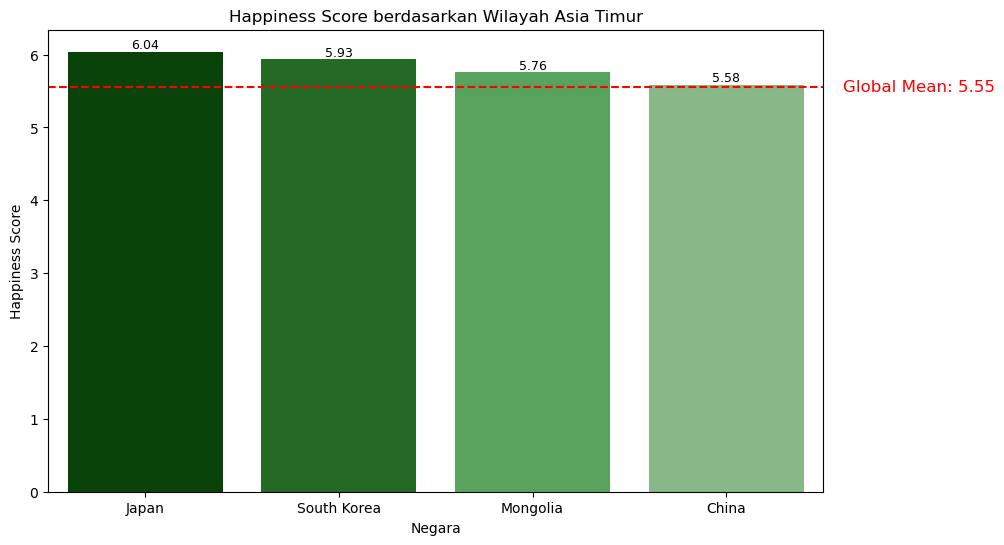 Happiness Score berdasarkan Wilayah Asia Timur
6.04
5.93
5.76
5.58
Global Mean: 5.55
6
5
4
3
2
1
0
Happiness Score
Japan
South Korea
Mongolia
China
Negara